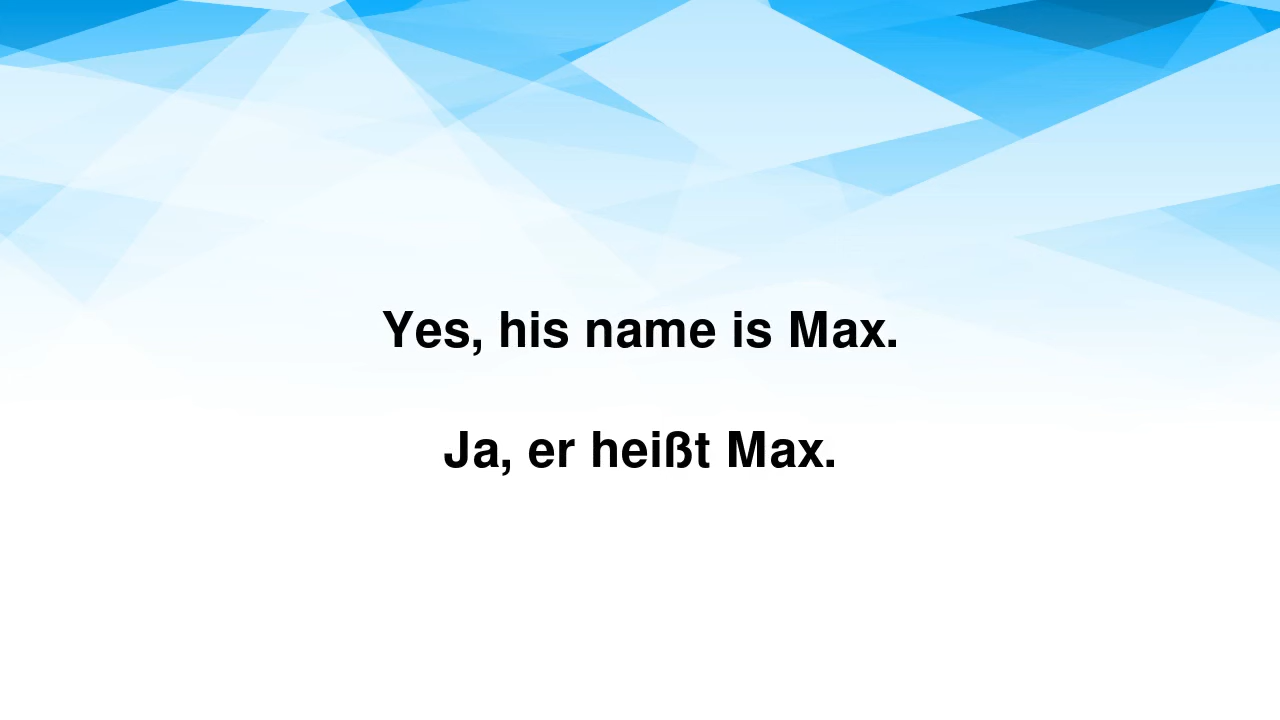 Yes, his name is Max.
Ja, er heißt Max.